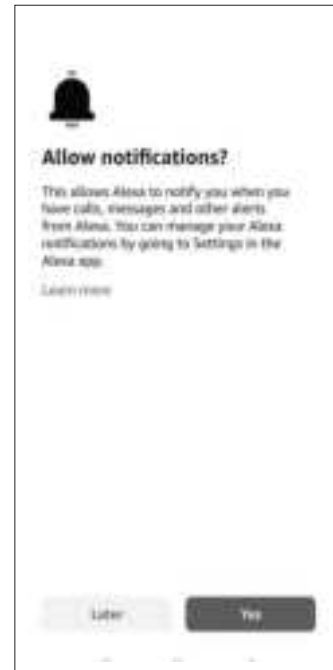 Allow notifications?
This allows Alexa to notify you when you
have calls, messages and other alerts
from Alexa. You can manage your Alexa
notifications by going to Settings in the
Alexa app.
Learn more
Later Yes